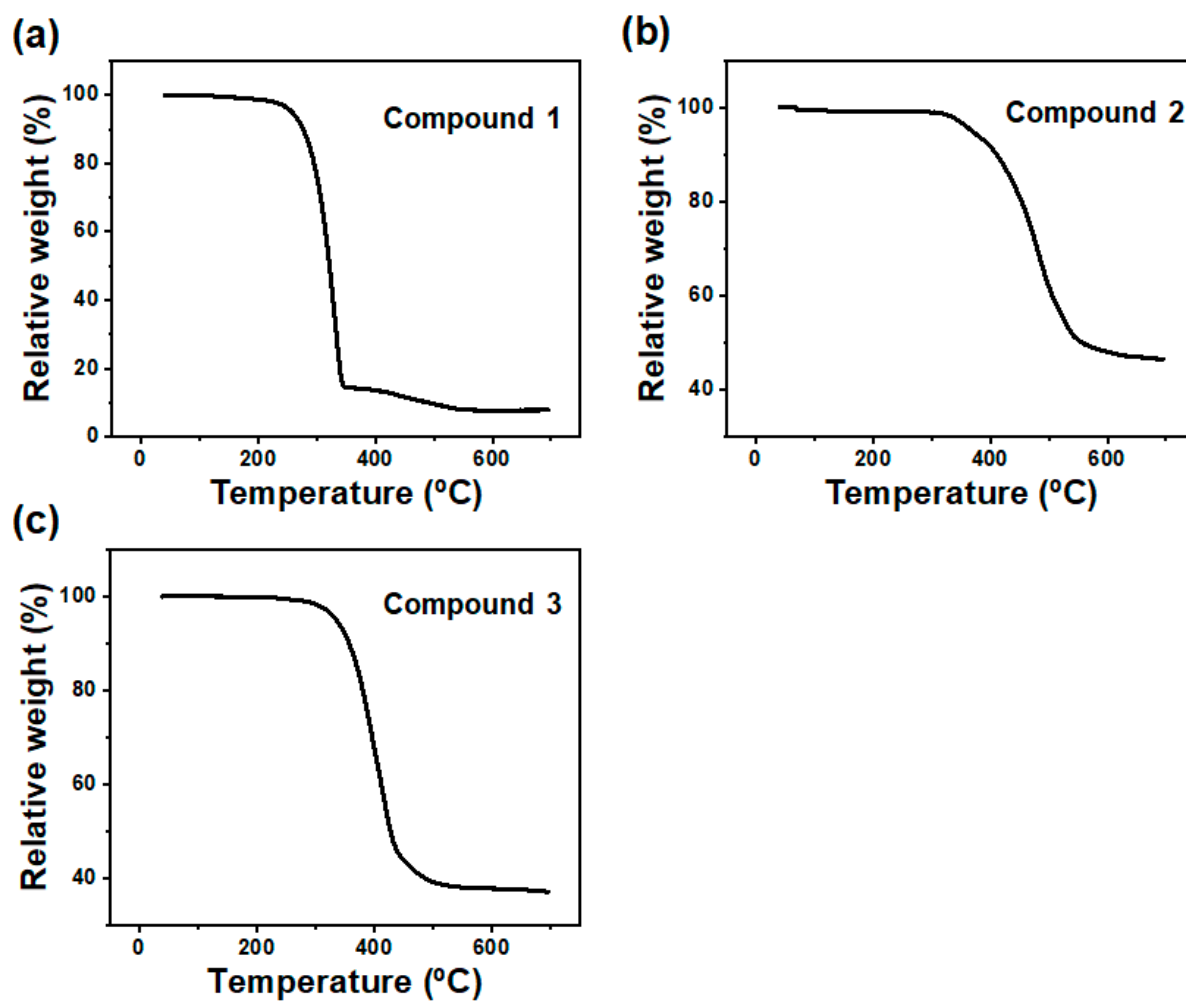 (a)
Relative weight (%)
100
80
60
40
20
0
Compound 1
0 200 400 600
Temperature (ºC)
(b)
Relative weight (%)
100
80
60
40
Compound 2
0 200 400 600
Temperature (ºC)
(c)
Relative weight (%)
100
80
60
40
Compound 3
0 200 400 600
Temperature (ºC)